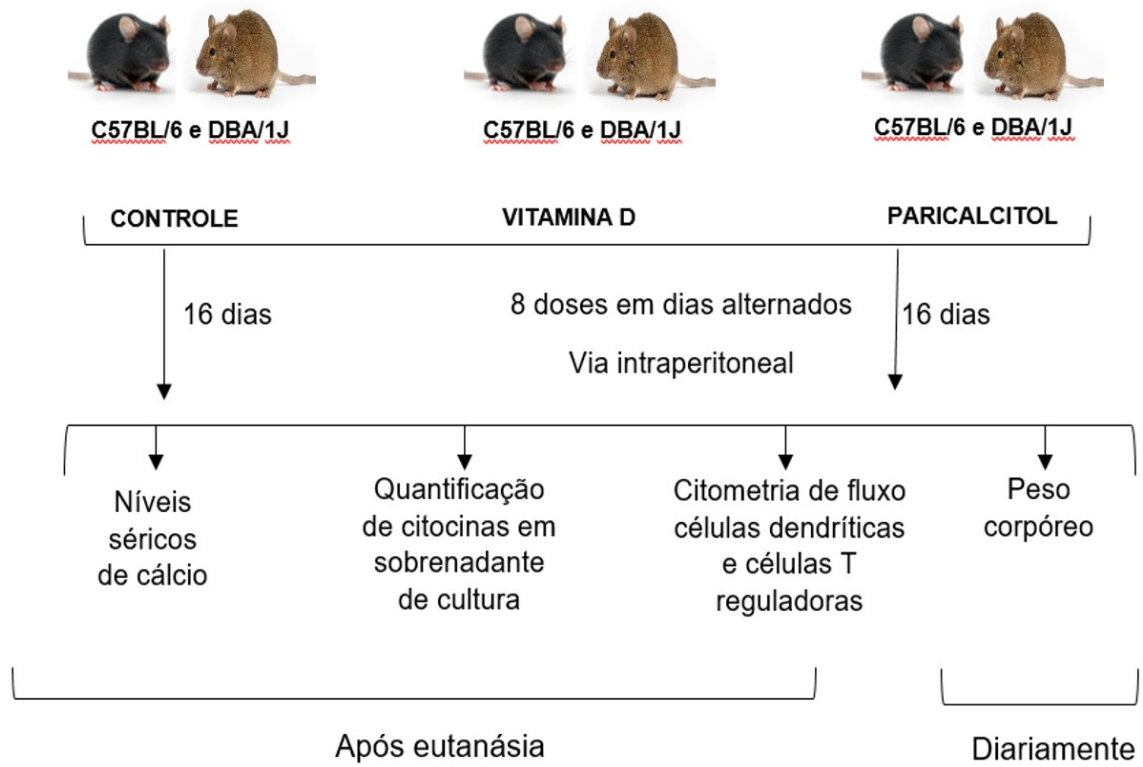 C57BL/6 e DBA/1J
C57BL/6 e DBA/1J
C57BL/6 e DBA/1J
CONTROLE
VITAMINA D
PARICALCITOL
16 dias
8 doses em dias alternados
16 dias
Via intraperitoneal
Níveis
séricos
de cálcio
Quantificação
de citocinas em
sobrenadante
de cultura
Citometria de fluxo
células dendríticas
e células T
reguladoras
Peso
corpóreo
Após eutanásia
Diariamente